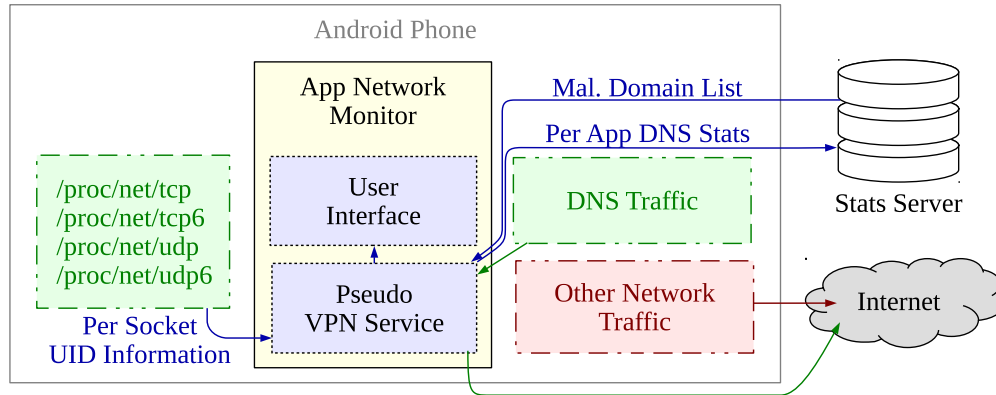 Android Phone
App Network
Monitor
Mal. Domain List
Per App DNS Stats
/proc/net/tcp
/proc/net/tcp6
/proc/net/udp
/proc/net/udp6
User
Interface
DNS Traffic
Stats Server
Pseudo
VPN Service
Other Network
Traffic
Internet
Per Socket
UID Information